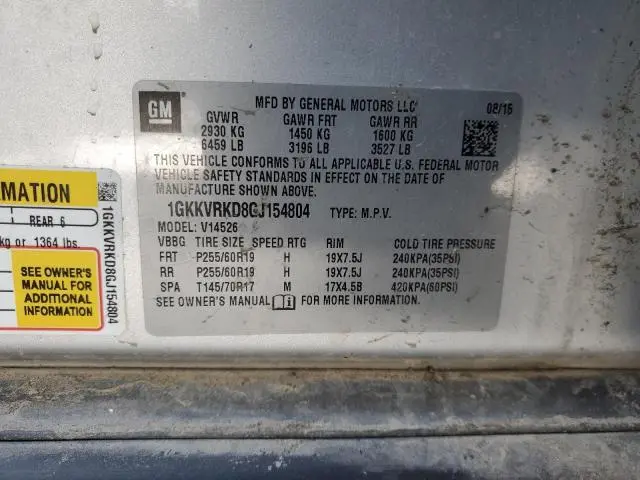 GM
MFD BY GENERAL MOTORS LLC
08/15
GVWR GAWR FRT GAWR RR
2930 KG 1450 KG 1600 KG
6459 LB 3196 LB 3527 LB
THIS VEHICLE CONFORMS TO ALL APPLICABLE U.S. FEDERAL MOTOR
VEHICLE SAFETY STANDARDS IN EFFECT ON THE DATE OF
MANUFACTURE SHOWN ABOVE.
1GKKVRKD8GJ154804 TYPE: M.P.V.
MODEL: V14526
VBBG TIRE SIZE SPEED RTG RIM COLD TIRE PRESSURE
FRT P255/60R19 H 19X7.5J 240KPA(35PSI)
RR P255/60R19 H 19X7.5J 240KPA(35PSI)
SPA T145/70R17 M 17X4.5B 420KPA(60PSI)
SEE OWNER'S MANUAL FOR MORE INFORMATION.
RMATION
REAR 5
kg or 1364 lbs
SEE OWNER'S
MANUAL FOR
ADDITIONAL
INFORMATION
1GKKVRKD8GJ154804